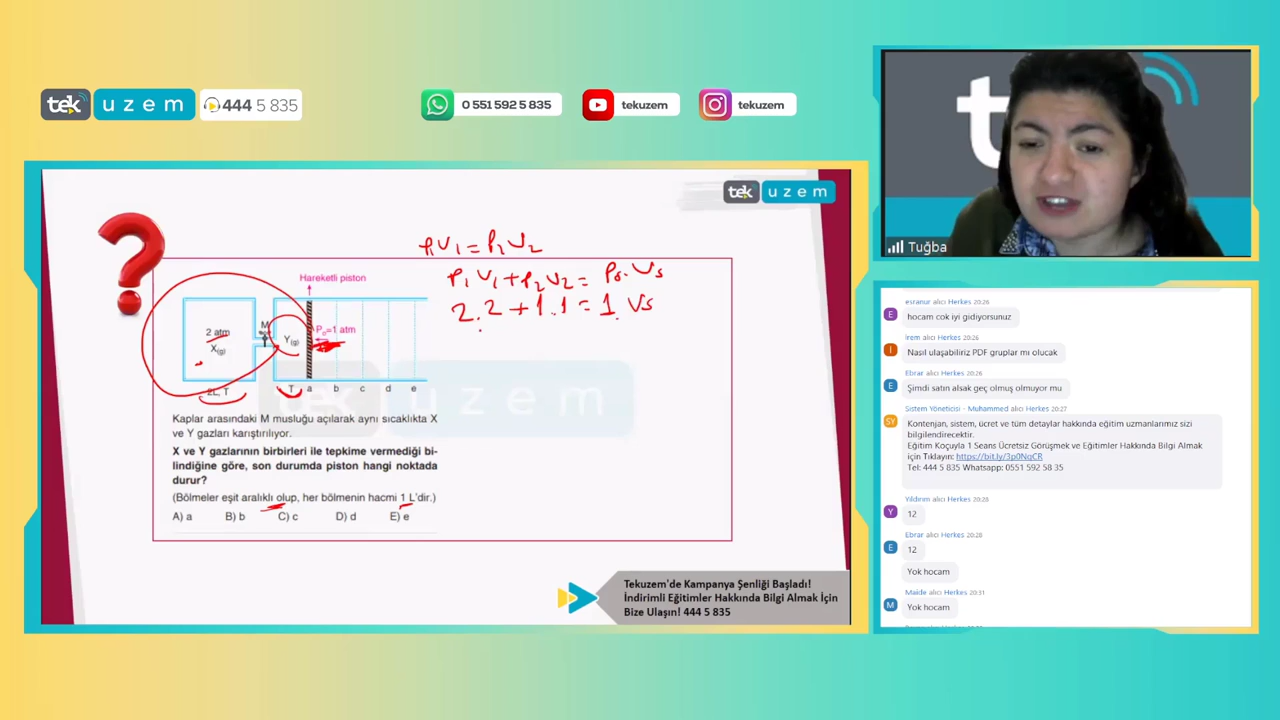 tek uzem 444 5 835
0 551 592 5 835
tekuzem
tekuzem
Tuğba
tek uzem
P₁V₁=P₂V₂
P₁V₁+P₂V₂=Ps.Vs
2.2+1.1=1.Vs
Hareketli piston
2 atm
X(g)
M
Y(g)
P₀=1 atm
2L, T
T a b c d e
uzem
Kaplar arasındaki M musluğu açılarak aynı sıcaklıkta X
ve Y gazları karıştırılıyor.
X ve Y gazlarının birbirleri ile tepkime vermediği bi-
lindiğine göre, son durumda piston hangi noktada
durur?
(Bölmeler eşit aralıklı olup, her bölmenin hacmi 1 L'dir.)
A) a B) b C) c D) d E) e
Tekuzem'de Kampanya Şenliği Başladı!
İndirimli Eğitimler Hakkında Bilgi Almak İçin
Bize Ulaşın! 444 5 835
esranur alıcı Herkes 20:26
E hocam cok iyi gidiyorsunuz
İrem alıcı Herkes 20:26
I Nasıl ulaşabiliriz PDF gruplar mı olucak
Ebrar alıcı Herkes 20:26
E Şimdi satın alsak geç olmuş olmuyor mu
Sistem Yöneticisi - Muhammed alıcı Herkes 20:27
SY Kontenjan, sistem, ücret ve tüm detaylar hakkında eğitim uzmanlarımız sizi
bilgilendirecektir.
Eğitim Koçuyla 1 Seans Ücretsiz Görüşmek ve Eğitimler Hakkında Bilgi Almak
için Tıklayın: https://bit.ly/3p0NqCR
Tel: 444 5 835 Whatsapp: 0551 592 58 35
Yıldırım alıcı Herkes 20:28
Y 12
Ebrar alıcı Herkes 20:28
E 12
Yok hocam
Maide alıcı Herkes 20:31
M Yok hocam